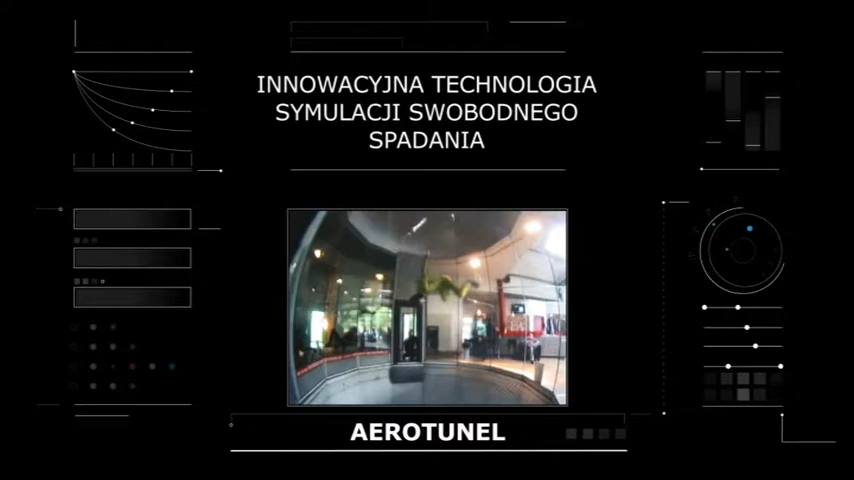 INNOWACYJNA TECHNOLOGIA
SYMULACJI SWOBODNEGO
SPADANIA
AEROTUNEL